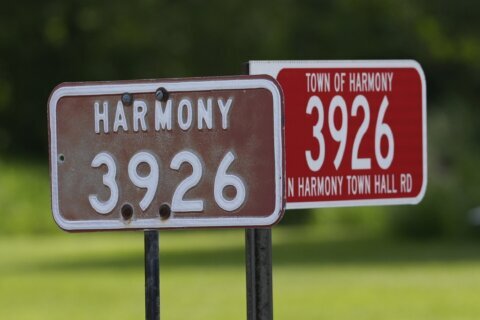 HARMONY
3926
TOWN OF HARMONY
3926
N HARMONY TOWN HALL RD